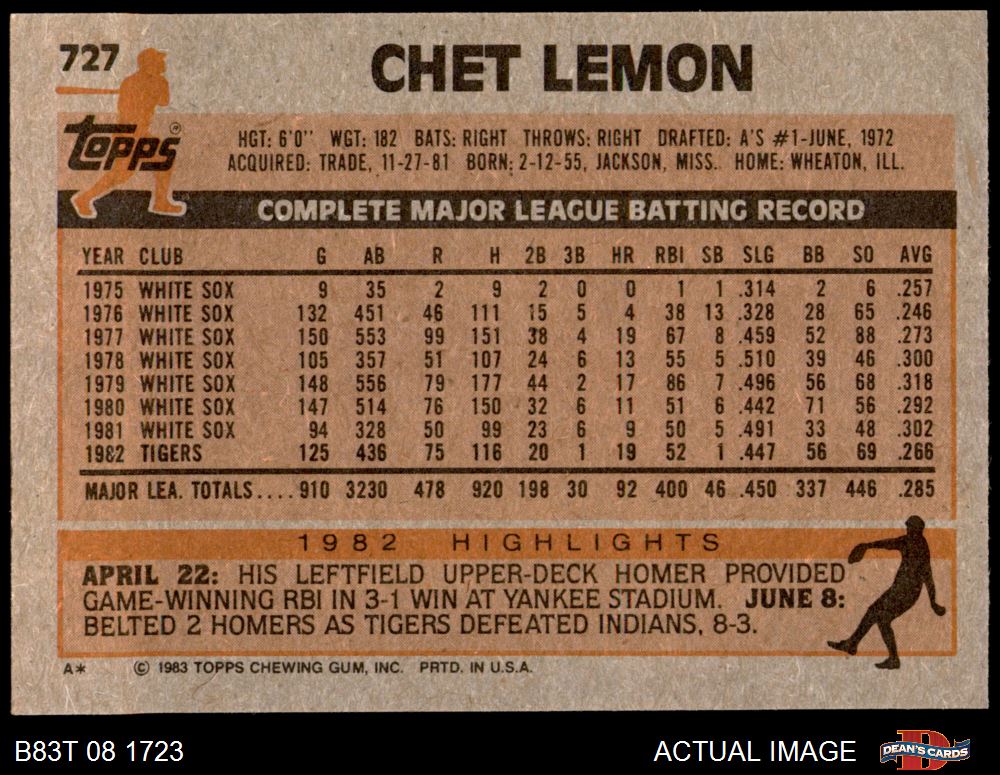 727
CHET LEMON
Topps®
HGT: 6'0" WGT: 182 BATS: RIGHT THROWS: RIGHT DRAFTED: A'S #1-JUNE, 1972
ACQUIRED: TRADE, 11-27-81 BORN: 2-12-55, JACKSON, MISS. HOME: WHEATON, ILL.
COMPLETE MAJOR LEAGUE BATTING RECORD
YEAR CLUB G AB R H 2B 3B HR RBI SB SLG BB SO AVG
1975 WHITE SOX 9 35 2 9 2 0 0 1 1 .314 2 6 .257
1976 WHITE SOX 132 451 46 111 15 5 4 38 13 .328 28 65 .246
1977 WHITE SOX 150 553 99 151 38 4 19 67 8 .459 52 88 .273
1978 WHITE SOX 105 357 51 107 24 6 13 55 5 .510 39 46 .300
1979 WHITE SOX 148 556 79 177 44 2 17 86 7 .496 56 68 .318
1980 WHITE SOX 147 514 76 150 32 6 11 51 6 .442 71 56 .292
1981 WHITE SOX 94 328 50 99 23 6 9 50 5 .491 33 48 .302
1982 TIGERS 125 436 75 116 20 1 19 52 1 .447 56 69 .266
MAJOR LEA. TOTALS.... 910 3230 478 920 198 30 92 400 46 .450 337 446 .285
1982 HIGHLIGHTS
APRIL 22: HIS LEFTFIELD UPPER-DECK HOMER PROVIDED
GAME-WINNING RBI IN 3-1 WIN AT YANKEE STADIUM. JUNE 8:
BELTED 2 HOMERS AS TIGERS DEFEATED INDIANS, 8-3.
A* © 1983 TOPPS CHEWING GUM, INC. PRTD. IN U.S.A.
B83T 08 1723 ACTUAL IMAGE D DEAN'S CARDS